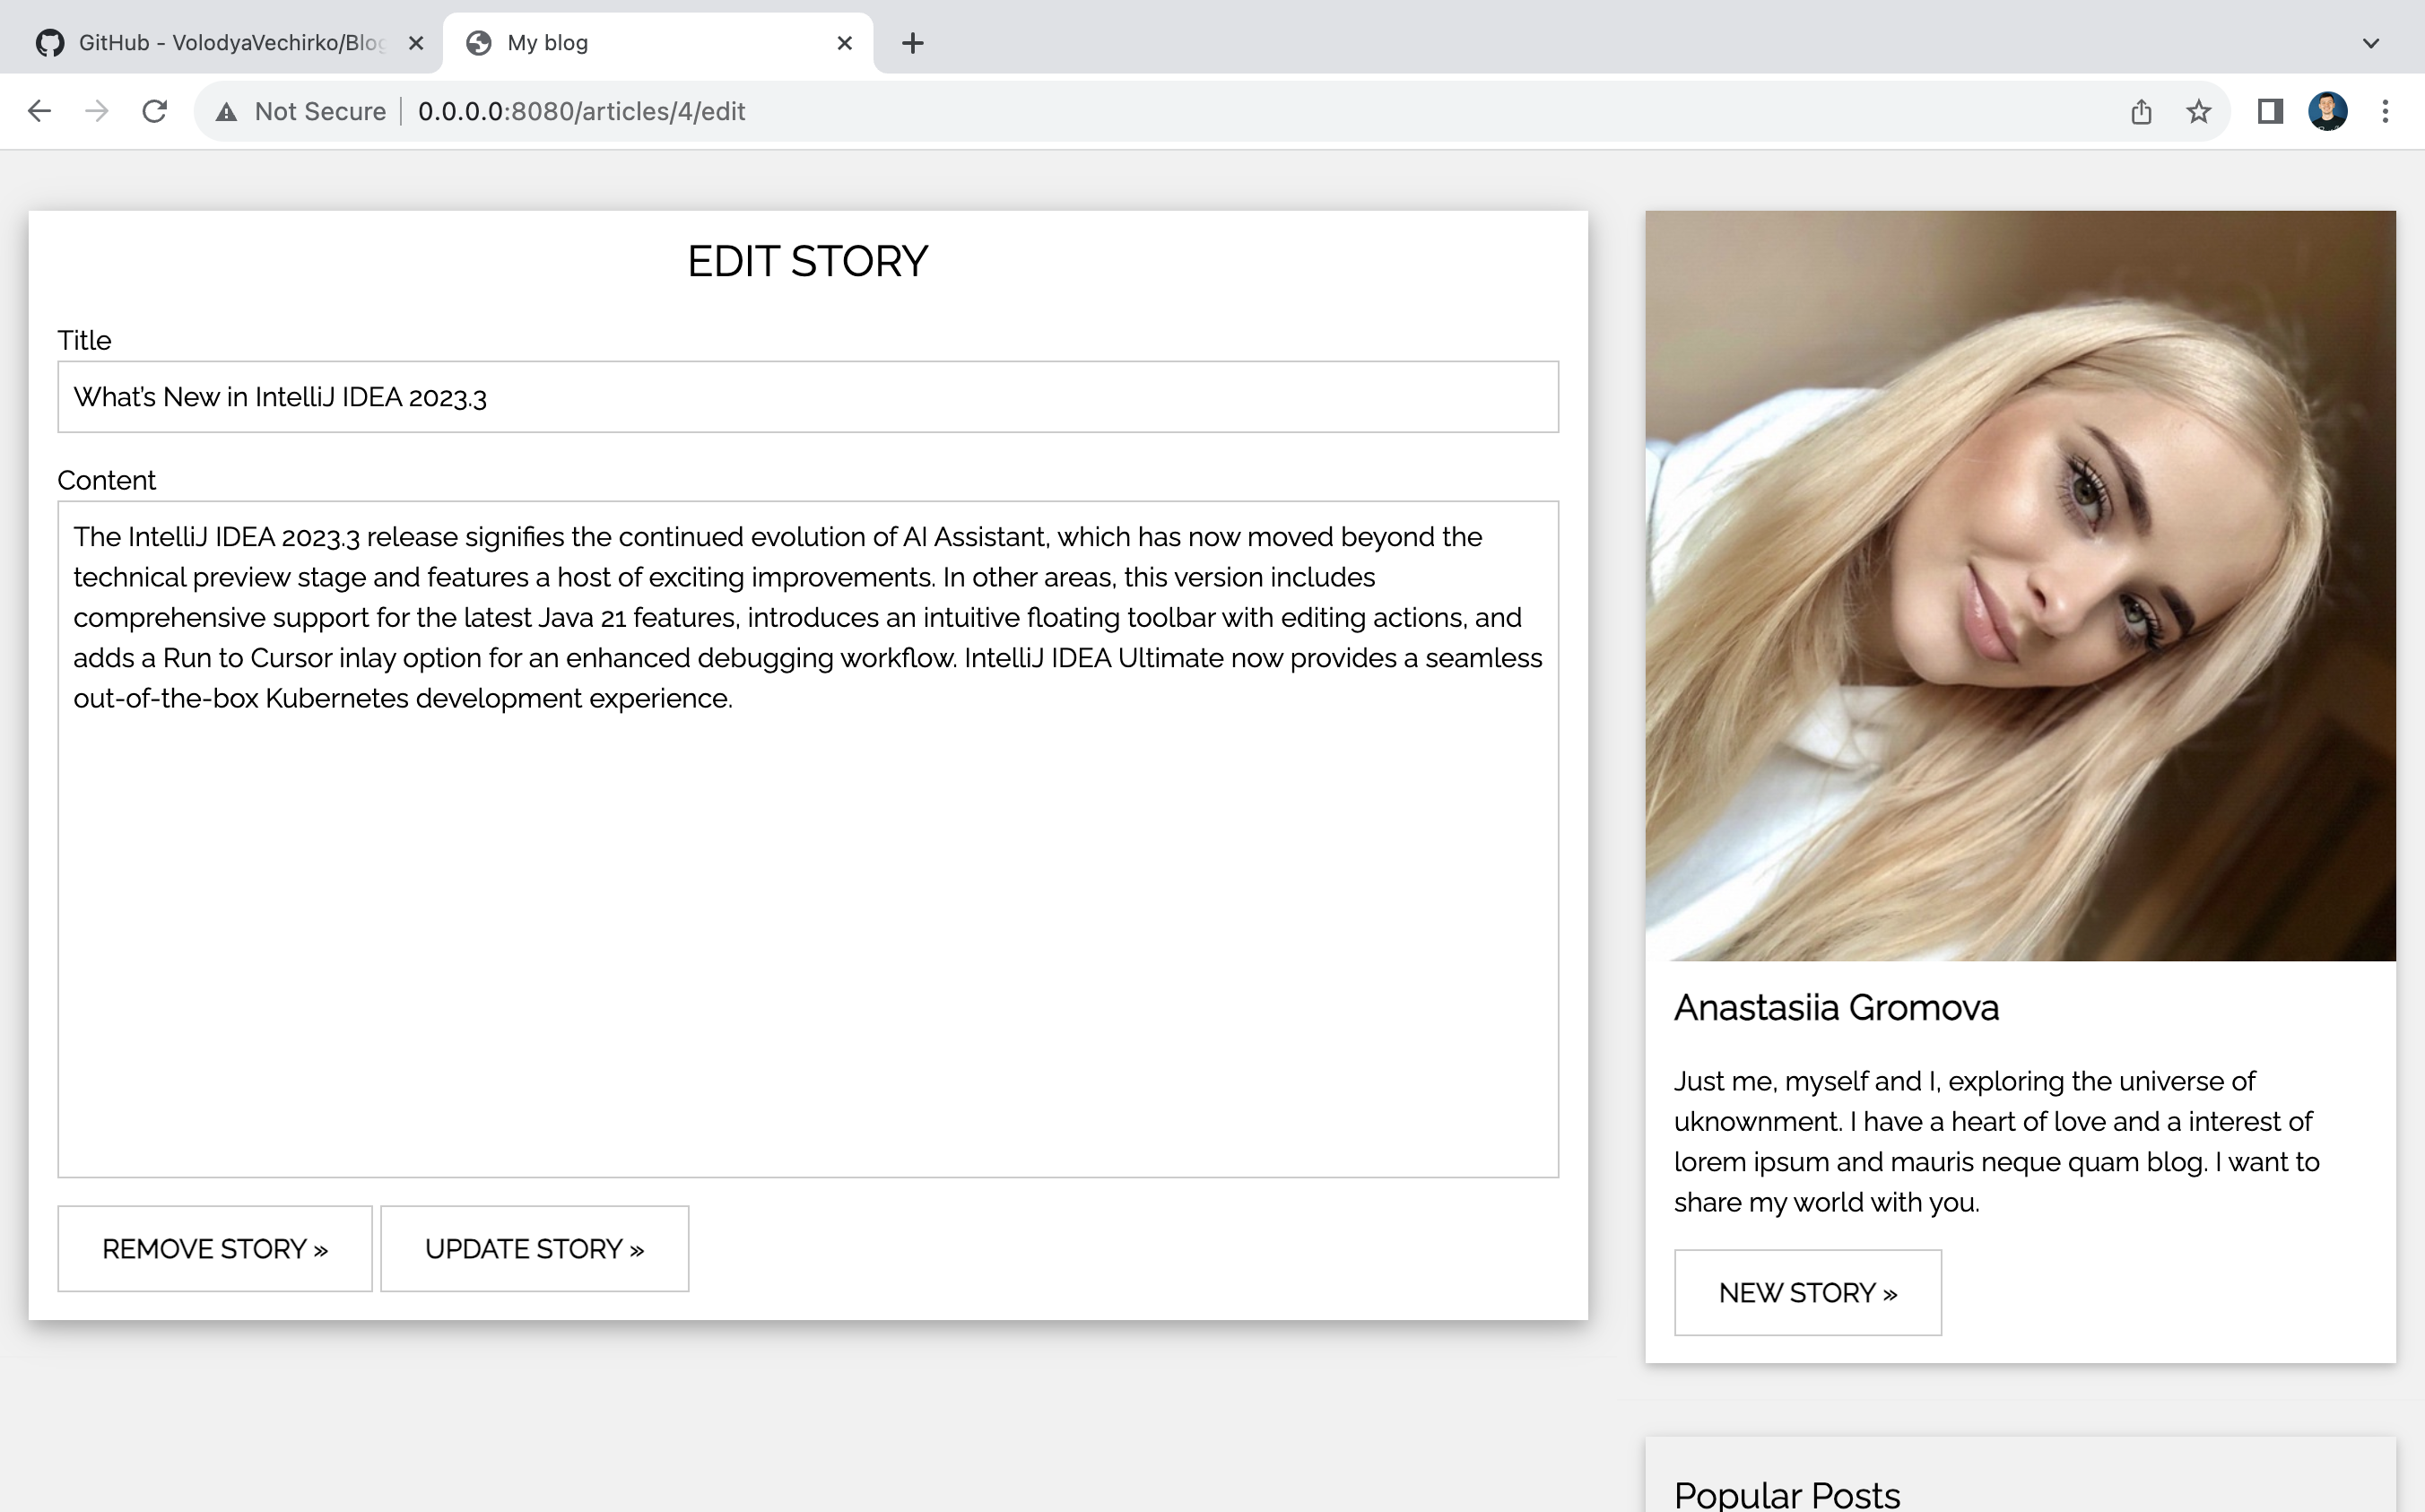 GitHub - VolodyaVechirko/Blog
My blog
Not Secure
0.0.0.0:8080/articles/4/edit
EDIT STORY
Title
What's New in IntelliJ IDEA 2023.3
Content
The IntelliJ IDEA 2023.3 release signifies the continued evolution of AI Assistant, which has now moved beyond the
technical preview stage and features a host of exciting improvements. In other areas, this version includes
comprehensive support for the latest Java 21 features, introduces an intuitive floating toolbar with editing actions, and
adds a Run to Cursor inlay option for an enhanced debugging workflow. IntelliJ IDEA Ultimate now provides a seamless
out-of-the-box Kubernetes development experience.
REMOVE STORY »
UPDATE STORY »
Anastasiia Gromova
Just me, myself and I, exploring the universe of
uknownment. I have a heart of love and a interest of
lorem ipsum and mauris neque quam blog. I want to
share my world with you.
NEW STORY »
Popular Posts